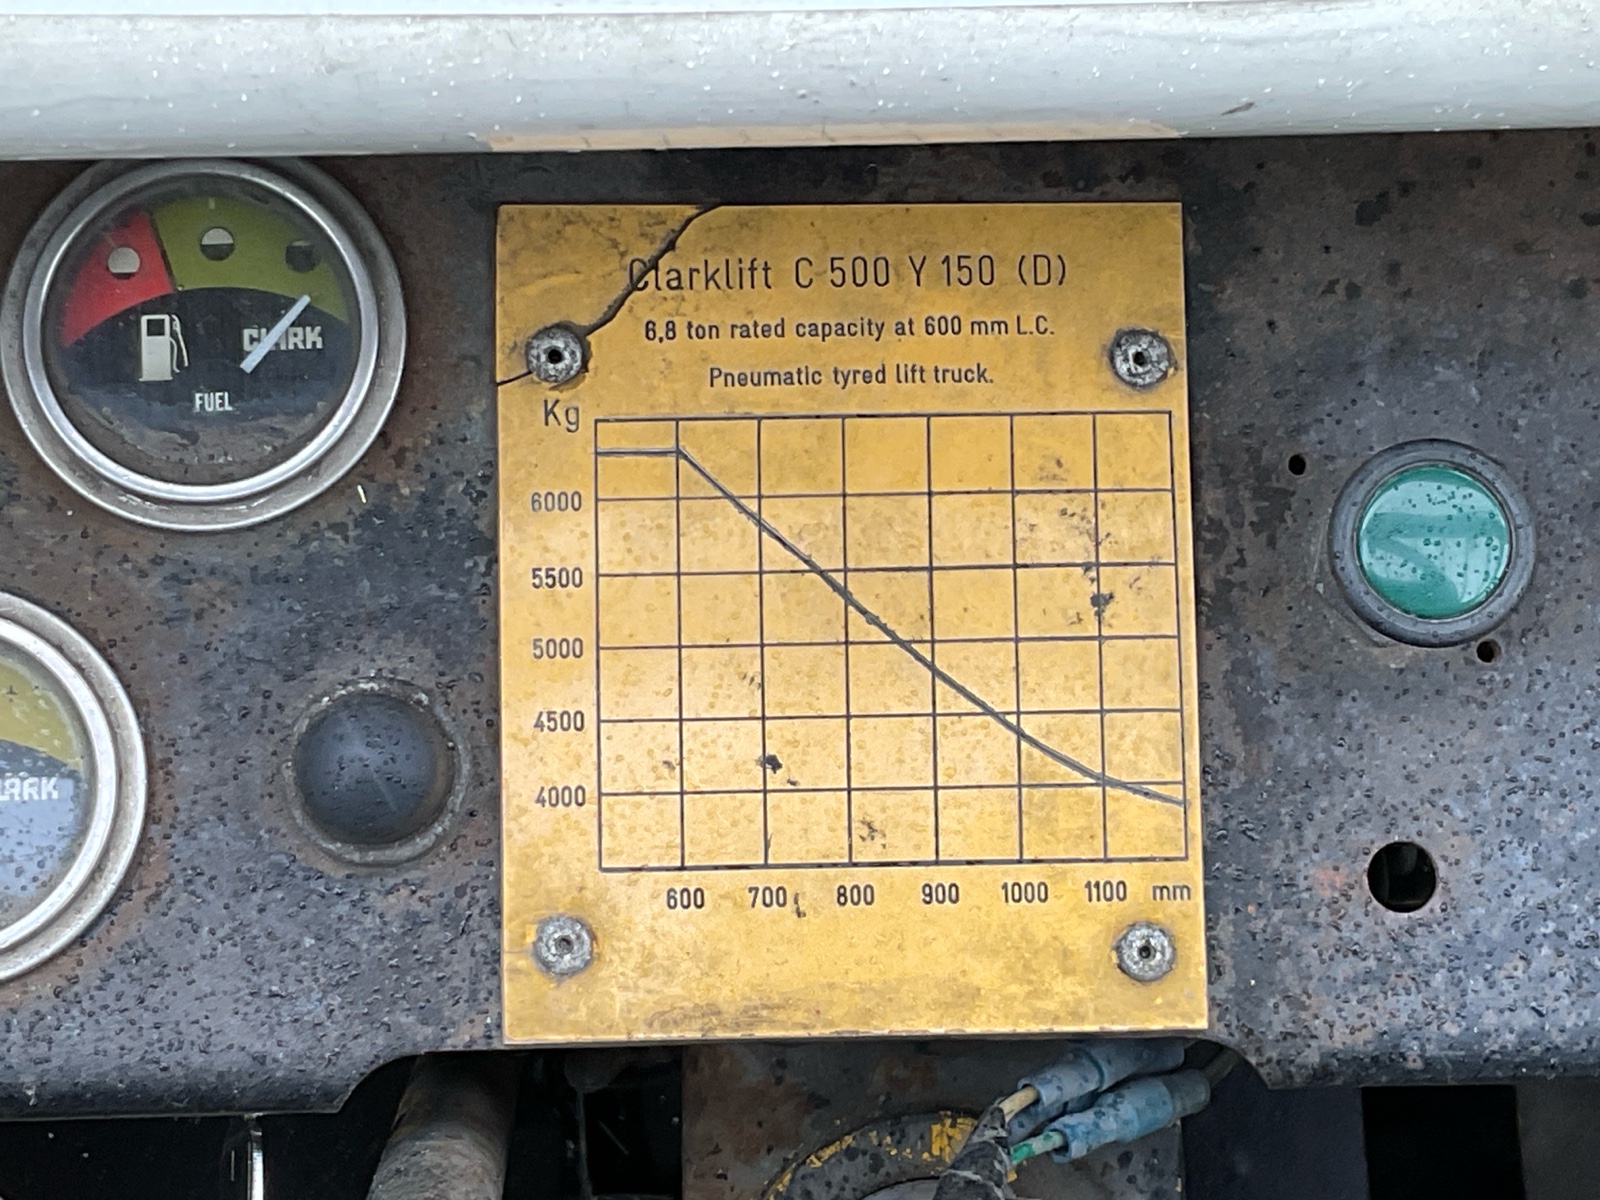 CLARK
FUEL
CLARK
Clarklift C 500 Y 150 (D)
6,8 ton rated capacity at 600 mm L.C.
Pneumatic tyred lift truck.
Kg
6000
5500
5000
4500
4000
600 700 800 900 1000 1100 mm